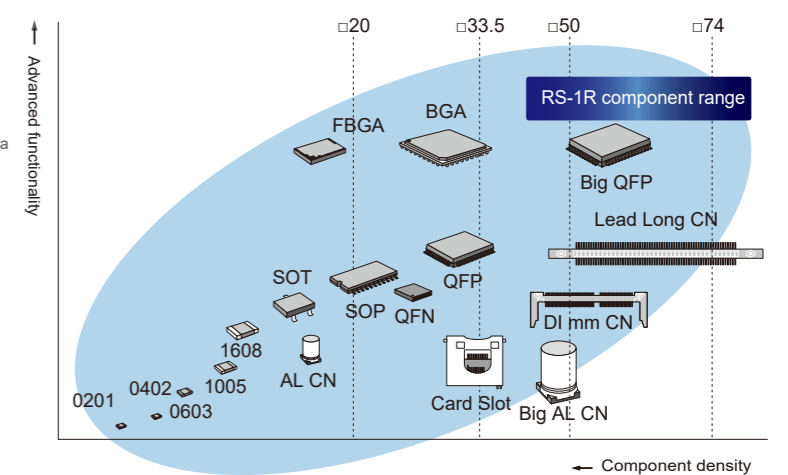 □20
□33.5
□50
□74
Advanced functionality
a
RS-1R component range
FBGA
BGA
Big QFP
Lead Long CN
SOT
SOP
QFN
QFP
DI mm CN
1608
AL CN
1005
0402
0201
0603
Card Slot
Big AL CN
Component density